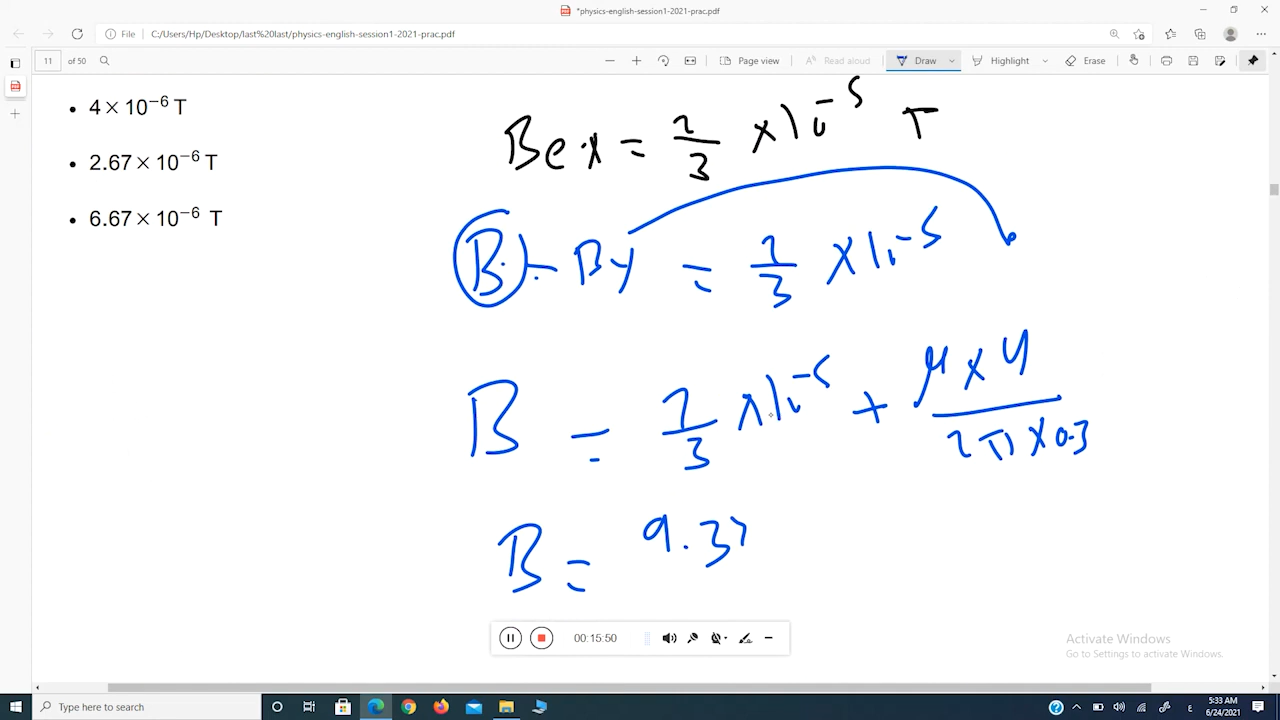 *physics-english-session1-2021-prac.pdf
File C:/Users/Hp/Desktop/last%20last/physics-english-session1-2021-prac.pdf
11 of 50 Page view Read aloud Draw Highlight Erase
• 4 × 10⁻⁶ T
• 2.67 × 10⁻⁶ T
• 6.67 × 10⁻⁶ T
Bex = 2/3 × 10⁻⁵ T
B - By = 2/3 × 10⁻⁵
B = 2/3 × 10⁻⁵ + μ × 4 / 2π × 0.3
B = 9.3
00:15:50
Activate Windows
Go to Settings to activate Windows.
Type here to search
5:33 AM
6/24/2021